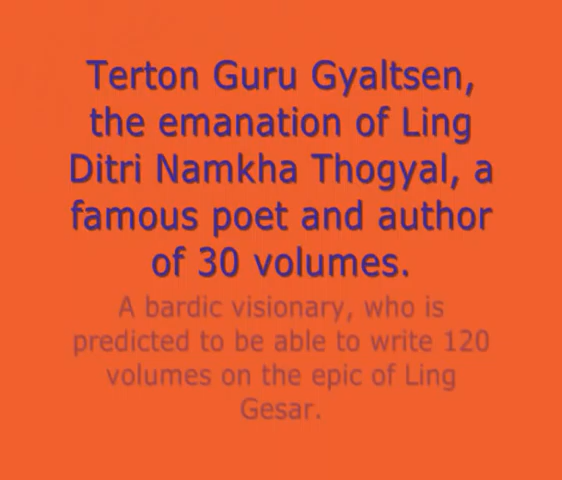 Terton Guru Gyaltsen,
the emanation of Ling
Ditri Namkha Thogyal, a
famous poet and author
of 30 volumes.
A bardic visionary, who is
predicted to be able to write 120
volumes on the epic of Ling
Gesar.